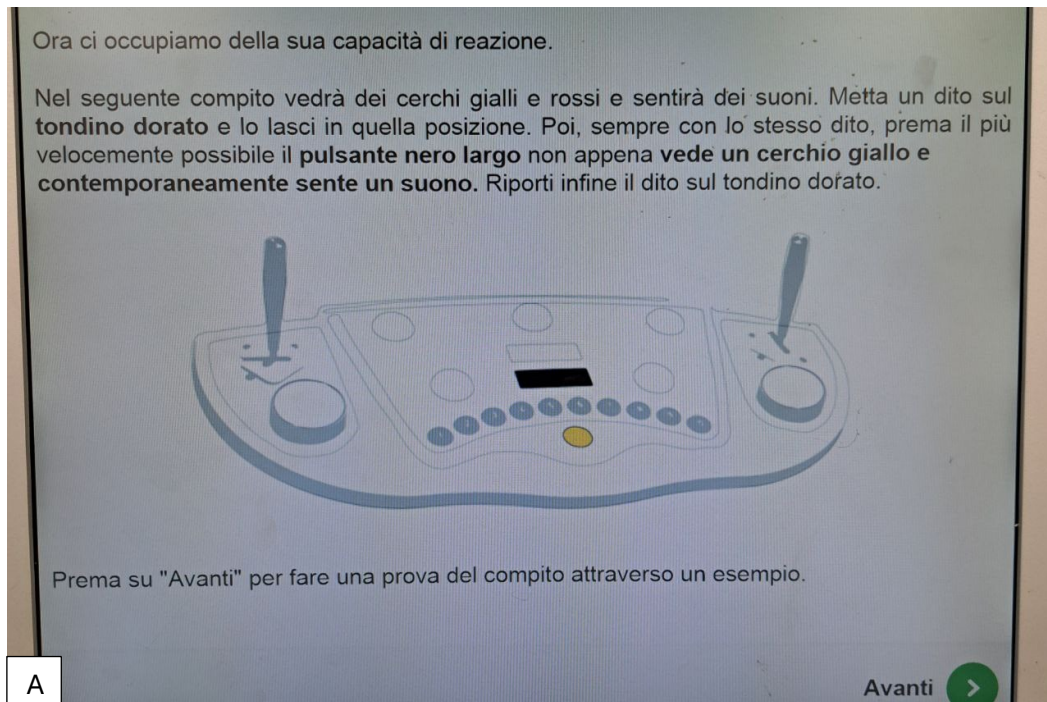 Ora ci occupiamo della sua capacità di reazione.
Nel seguente compito vedrà dei cerchi gialli e rossi e sentirà dei suoni. Metta un dito sul
tondino dorato e lo lasci in quella posizione. Poi, sempre con lo stesso dito, prema il più
velocemente possibile il pulsante nero largo non appena vede un cerchio giallo e
contemporaneamente sente un suono. Riporti infine il dito sul tondino dorato.
Prema su "Avanti" per fare una prova del compito attraverso un esempio.
A
Avanti